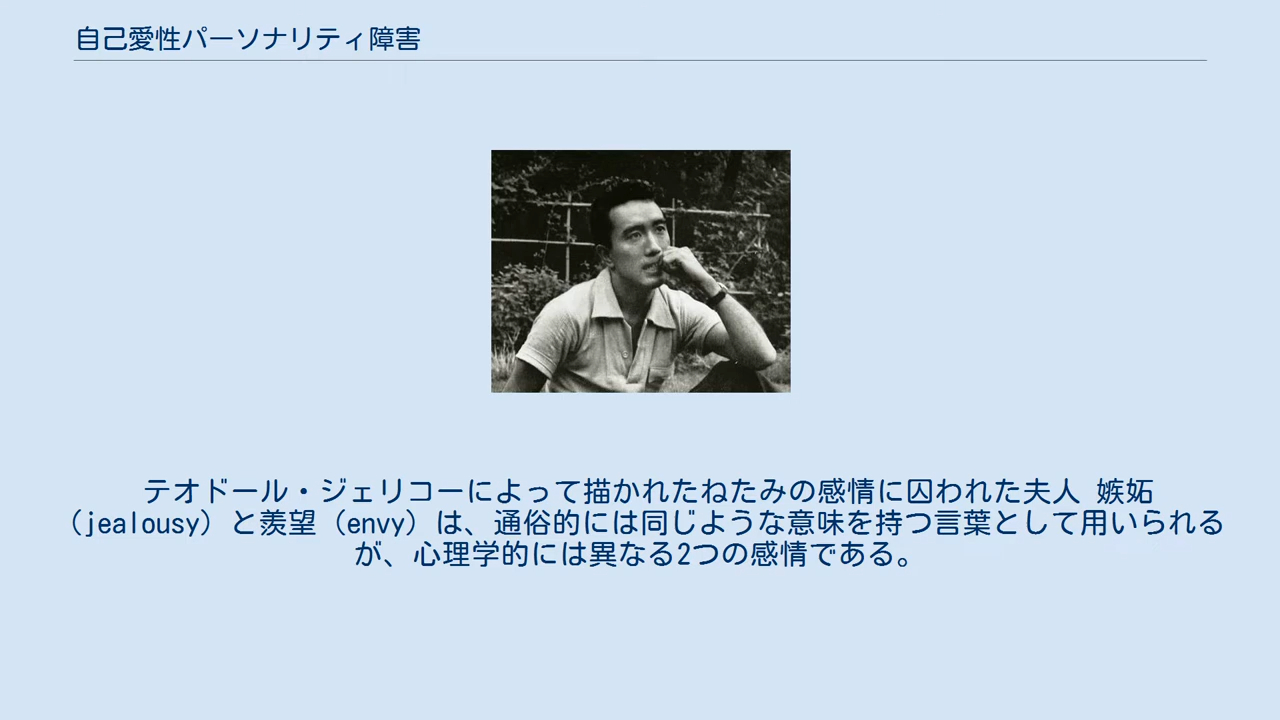 自己愛性パーソナリティ障害
テオドール・ジェリコーによって描かれたねたみの感情に囚われた夫人 嫉妬
（jealousy）と羨望（envy）は、通俗的には同じような意味を持つ言葉として用いられる
が、心理学的には異なる2つの感情である。